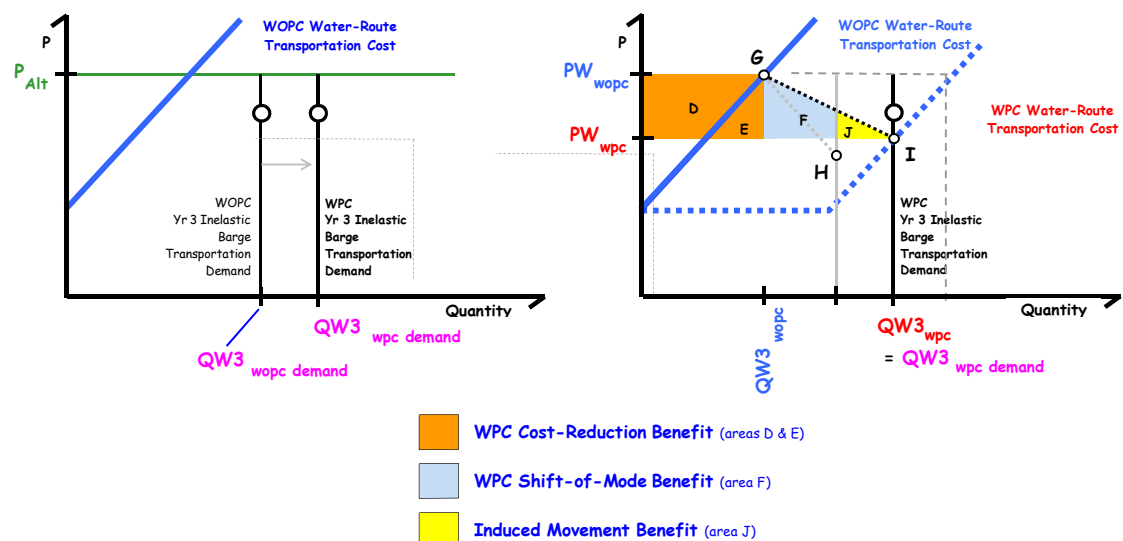 WOPC Water-Route
Transportation Cost
P
P Alt
WOPC
Yr 3 Inelastic
Barge
Transportation
Demand
WPC
Yr 3 Inelastic
Barge
Transportation
Demand
Quantity
QW3 wpc demand
QW3 wopc demand
WOPC Water-Route
Transportation Cost
P
G
PW wopc
WPC Water-Route
Transportation Cost
D
F
E
J
PW wpc
I
H
WPC
Yr 3 Inelastic
Barge
Transportation
Demand
Quantity
QW3 wopc
QW3 wpc
= QW3 wpc demand
WPC Cost-Reduction Benefit (areas D & E)
WPC Shift-of-Mode Benefit (area F)
Induced Movement Benefit (area J)